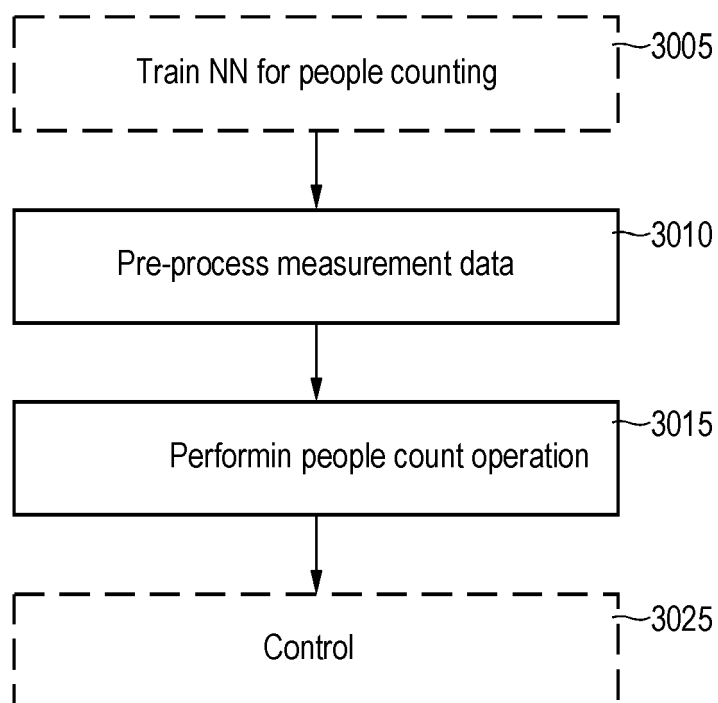 Train NN for people counting
3005
Pre-process measurement data
3010
Performin people count operation
3015
Control
3025